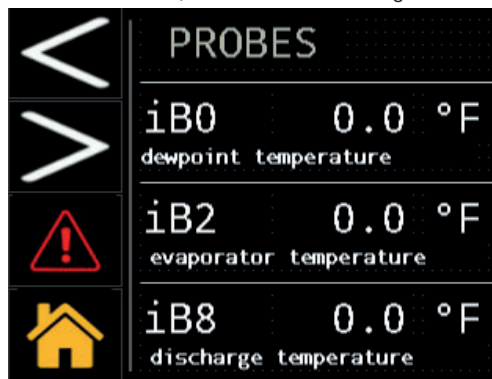 PROBES
iB0 0.0 °F
dewpoint temperature
iB2 0.0 °F
evaporator temperature
iB8 0.0 °F
discharge temperature